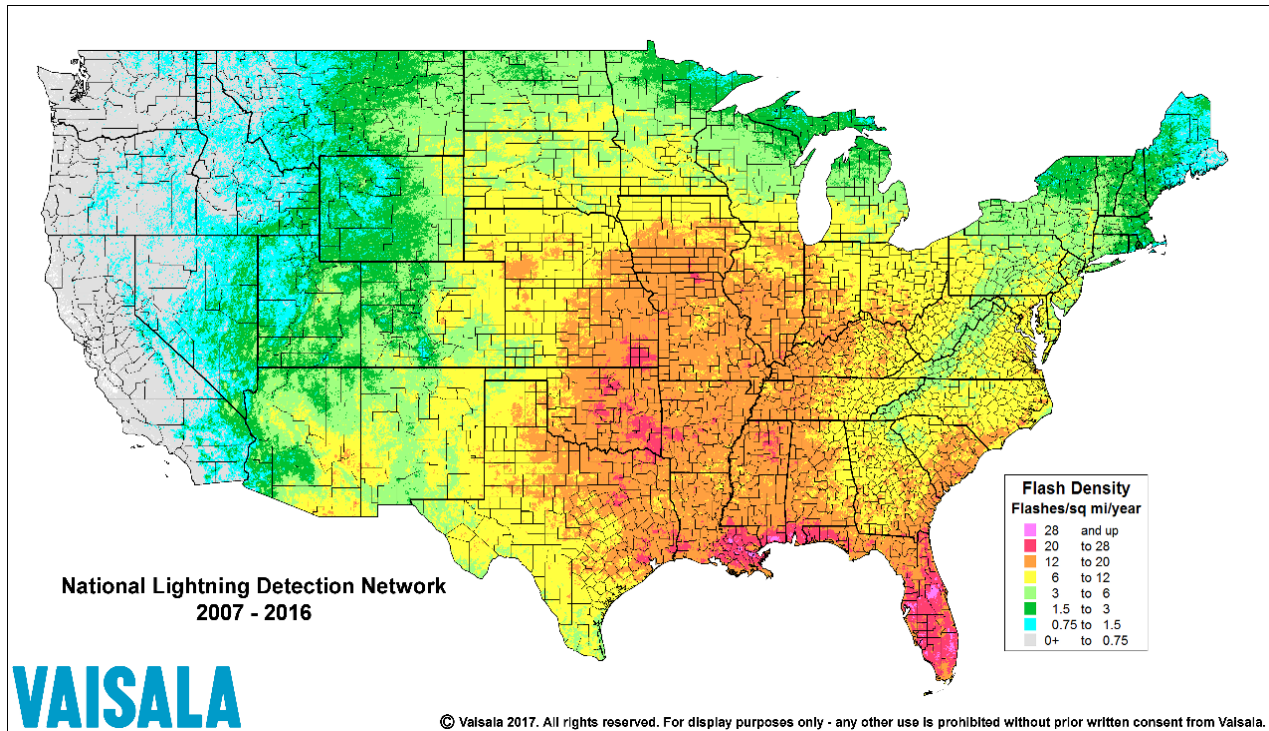 National Lightning Detection Network
2007 - 2016
VAISALA
Flash Density
Flashes/sq mi/year
28 and up
20 to 28
12 to 20
6 to 12
3 to 6
1.5 to 3
0.75 to 1.5
0+ to 0.75
© Vaisala 2017. All rights reserved. For display purposes only - any other use is prohibited without prior written consent from Vaisala.